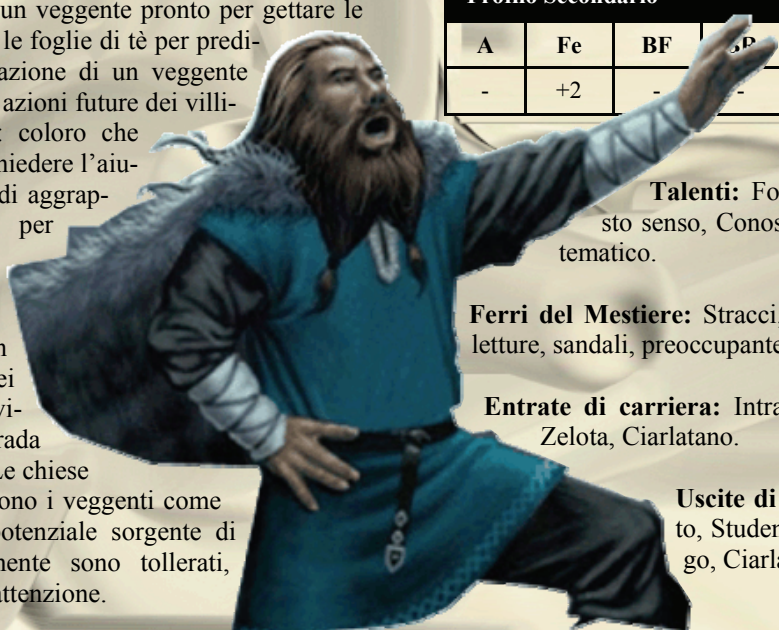 un veggente pronto per gettare le
le foglie di tè per predi-
azione di un veggente
azioni future dei villi-
coloro che
hiedere l'aiu-
di aggrap-
per
n
ei
vi-
rada
Le chiese
ono i veggenti come
potenziale sorgente di
mente sono tollerati,
attenzione.
Profilo Secondario
A Fe BF
- +2 - -
Talenti: Fo
sto senso, Conos
tematico.
Ferri del Mestiere: Stracci
letture, sandali, preoccupante
Entrate di carriera: Intra
Zelota, Ciarlatano.
Uscite di
to, Studen
go, Ciarla